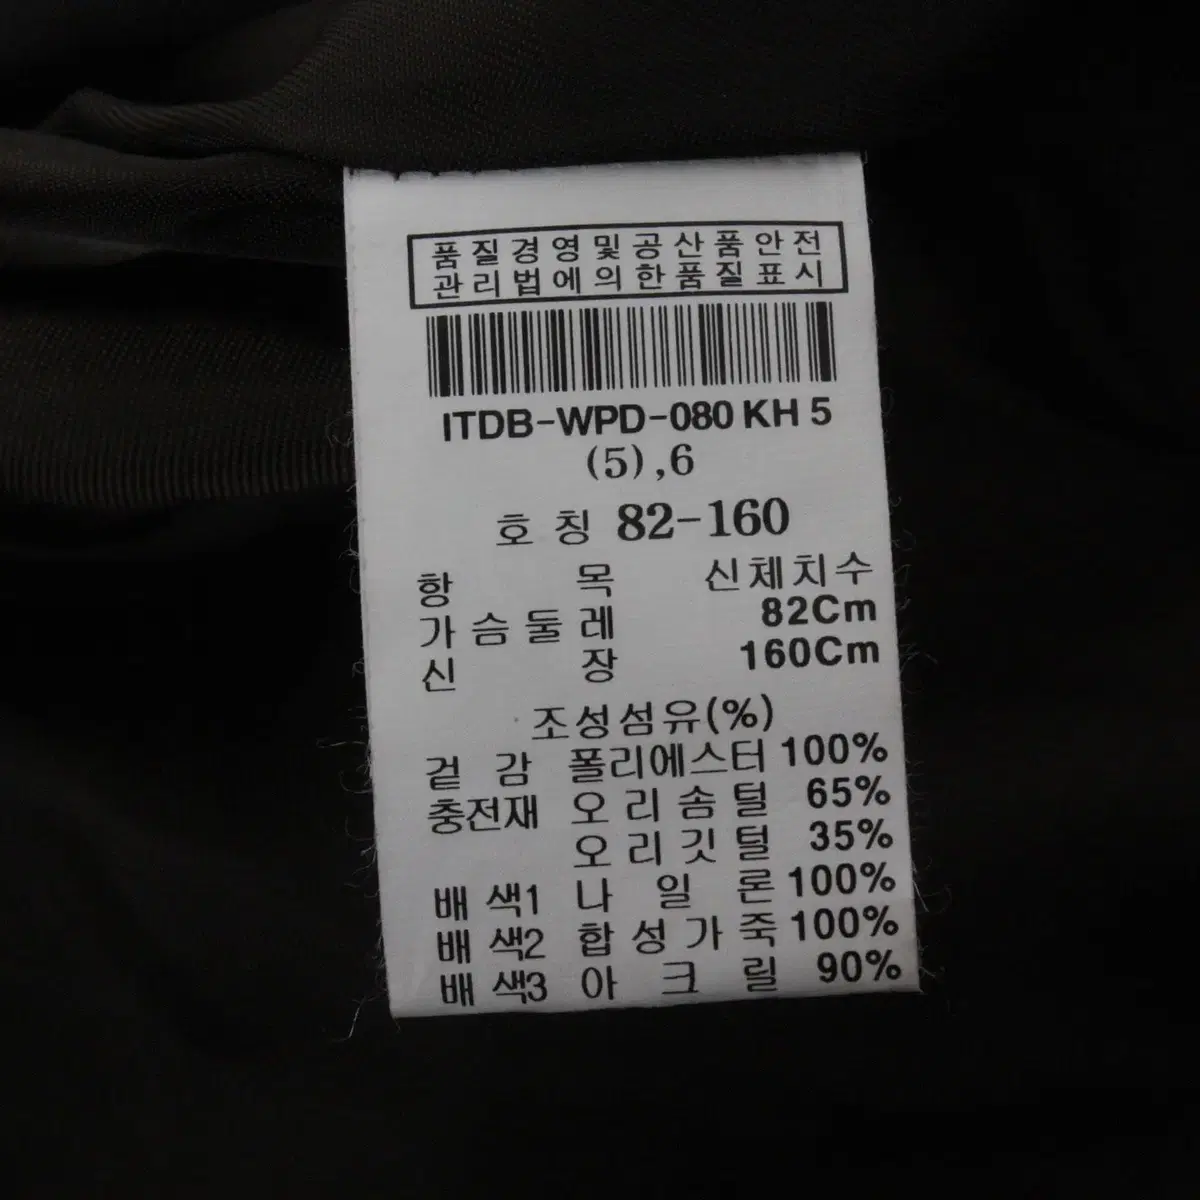 품질경영및공산품안전
관리법에의한품질표시
ITDB-WPD-080 KH 5
(5),6
호칭 82-160
항목 신체치수
가슴둘레 82Cm
신장 160Cm
조성섬유(%)
겉감 폴리에스터 100%
충전재 오리솜털 65%
오리깃털 35%
배색1 나일론 100%
배색2 합성가죽 100%
배색3 아크릴 90%